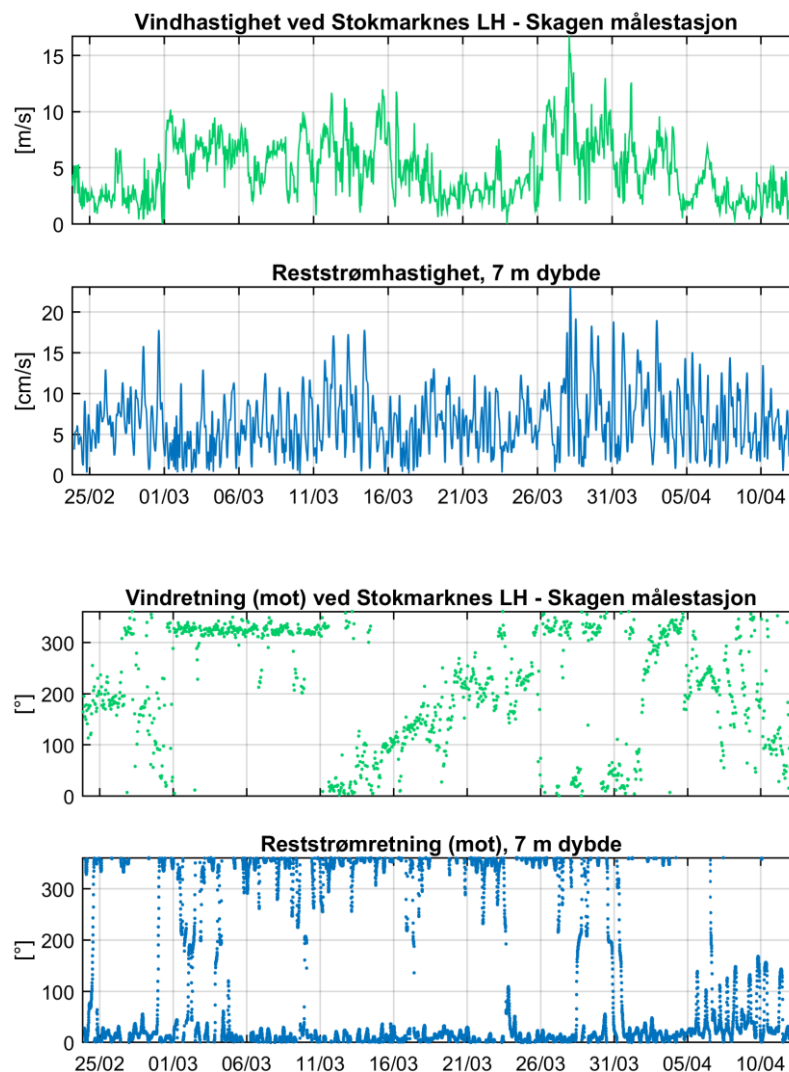 Vindhastighet ved Stokmarknes LH - Skagen målestasjon
15
10
5
0
[m/s]
Reststrømhastighet, 7 m dybde
20
15
10
5
0
[cm/s]
25/02 01/03 06/03 11/03 16/03 21/03 26/03 31/03 05/04 10/04
Vindretning (mot) ved Stokmarknes LH - Skagen målestasjon
300
200
100
0
[°]
Reststrømretning (mot), 7 m dybde
300
200
100
0
[°]
25/02 01/03 06/03 11/03 16/03 21/03 26/03 31/03 05/04 10/04